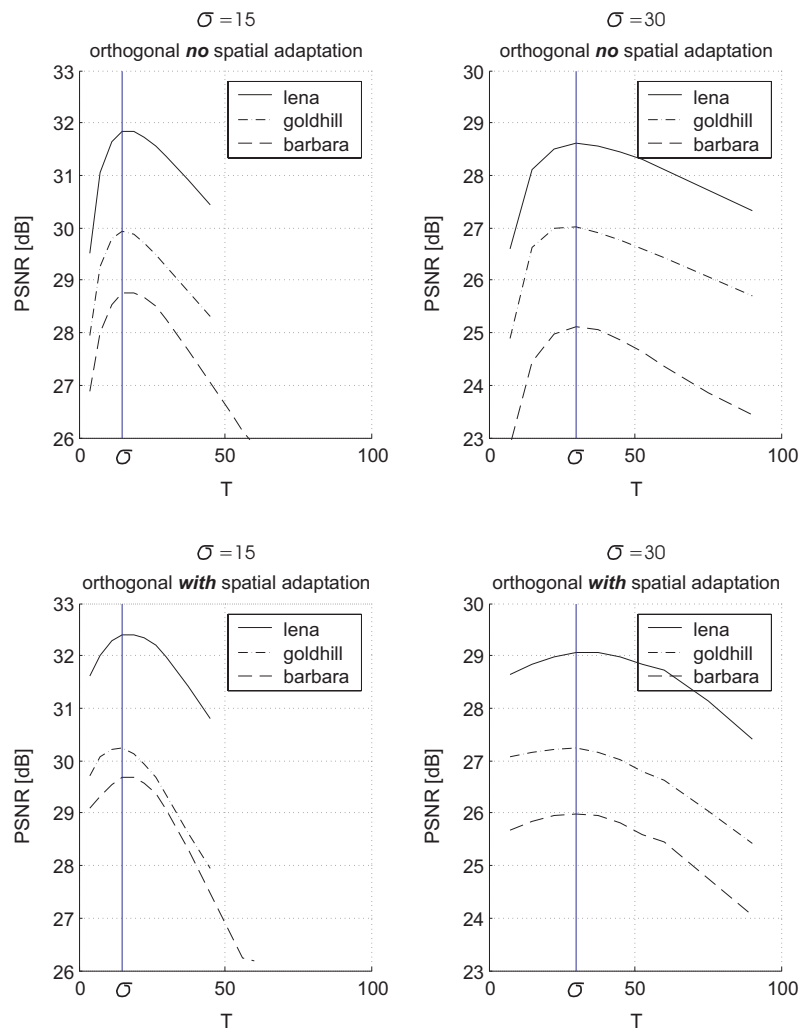 σ = 15
orthogonal no spatial adaptation
33
32
31
30
29
28
27
26
PSNR [dB]
lena
goldhill
barbara
0
σ
50
100
T
σ = 30
orthogonal no spatial adaptation
30
29
28
27
26
25
24
23
PSNR [dB]
lena
goldhill
barbara
0
σ
50
100
T
σ = 15
orthogonal with spatial adaptation
33
32
31
30
29
28
27
26
PSNR [dB]
lena
goldhill
barbara
0
σ
50
100
T
σ = 30
orthogonal with spatial adaptation
30
29
28
27
26
25
24
23
PSNR [dB]
lena
goldhill
barbara
0
σ
50
100
T